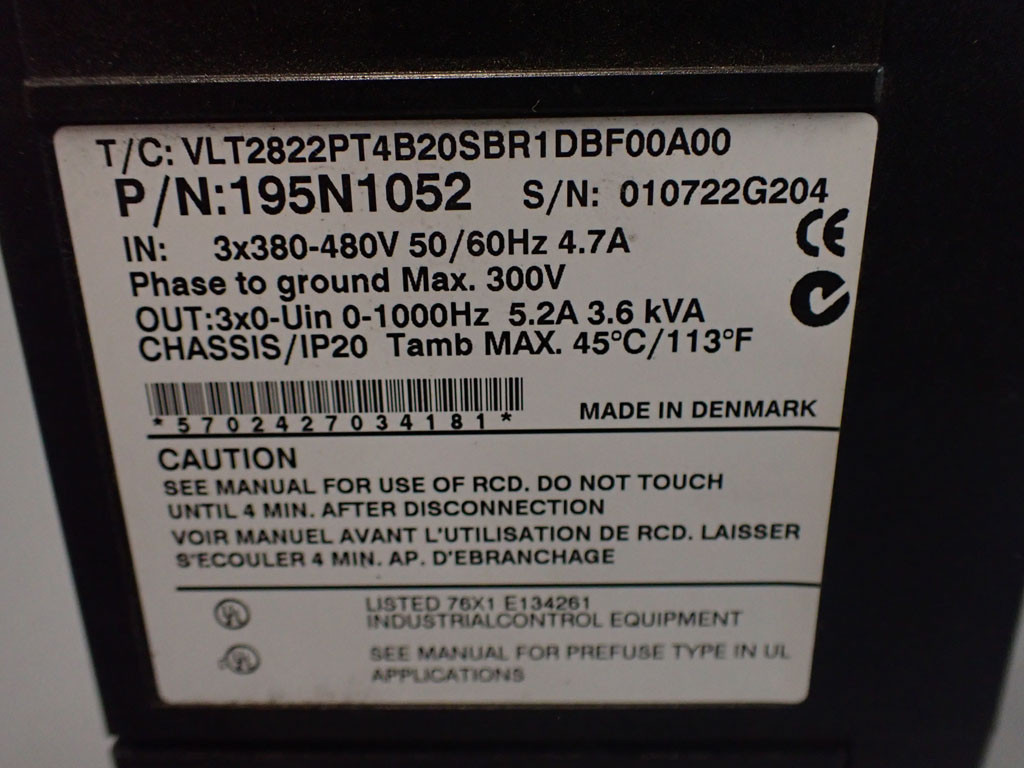 T/C: VLT2822PT4B20SBR1DBF00A00
P/N:195N1052 S/N: 010722G204
IN: 3x380-480V 50/60Hz 4.7A
Phase to ground Max. 300V
OUT:3x0-Uin 0-1000Hz 5.2A 3.6 kVA
CHASSIS/IP20 Tamb MAX. 45°C/113°F
CE
*5702427034181*
MADE IN DENMARK
CAUTION
SEE MANUAL FOR USE OF RCD. DO NOT TOUCH
UNTIL 4 MIN. AFTER DISCONNECTION
VOIR MANUEL AVANT L'UTILISATION DE RCD. LAISSER
S'ECOULER 4 MIN. AP. D'EBRANCHAGE
UL LISTED 76X1 E134261
INDUSTRIALCONTROL EQUIPMENT
SEE MANUAL FOR PREFUSE TYPE IN UL
APPLICATIONS